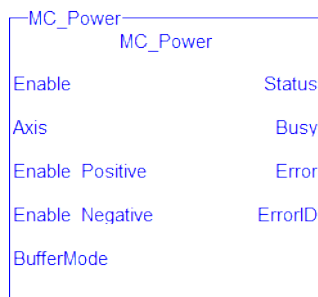 MC_Power
MC_Power
Enable Status
Axis Busy
Enable Positive Error
Enable Negative ErrorID
BufferMode